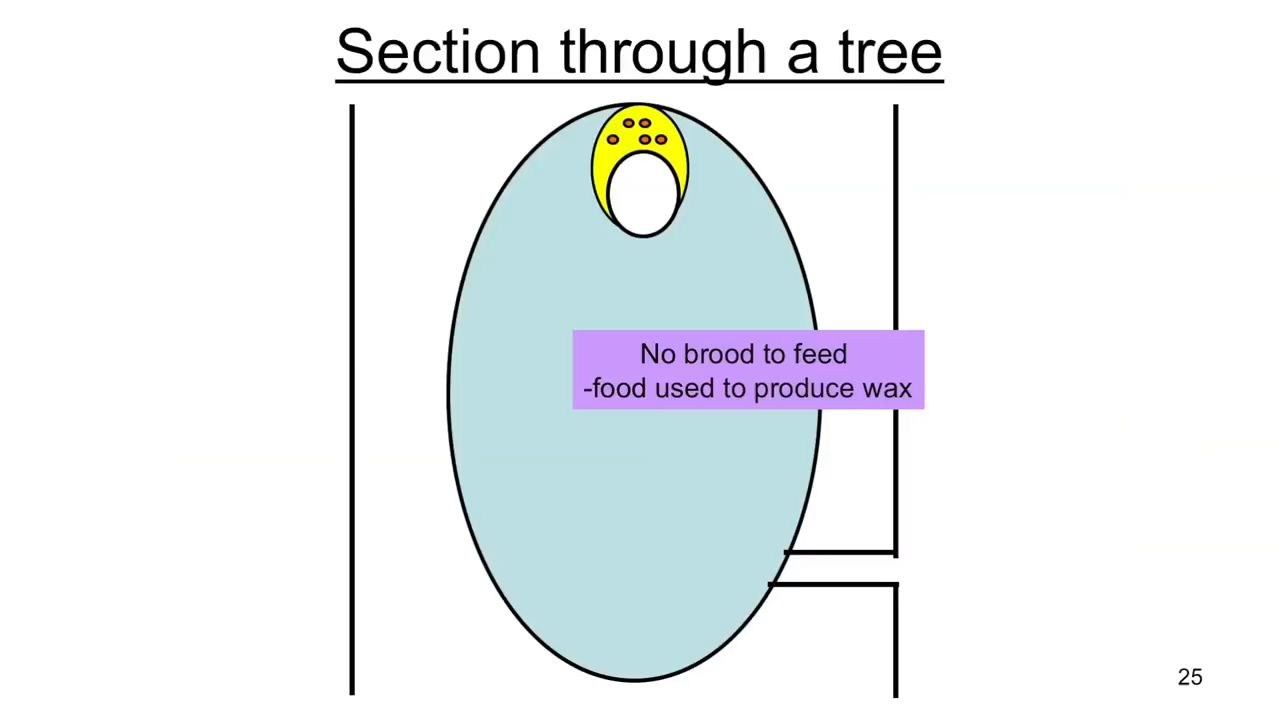 Section through a tree
No brood to feed
-food used to produce wax
25